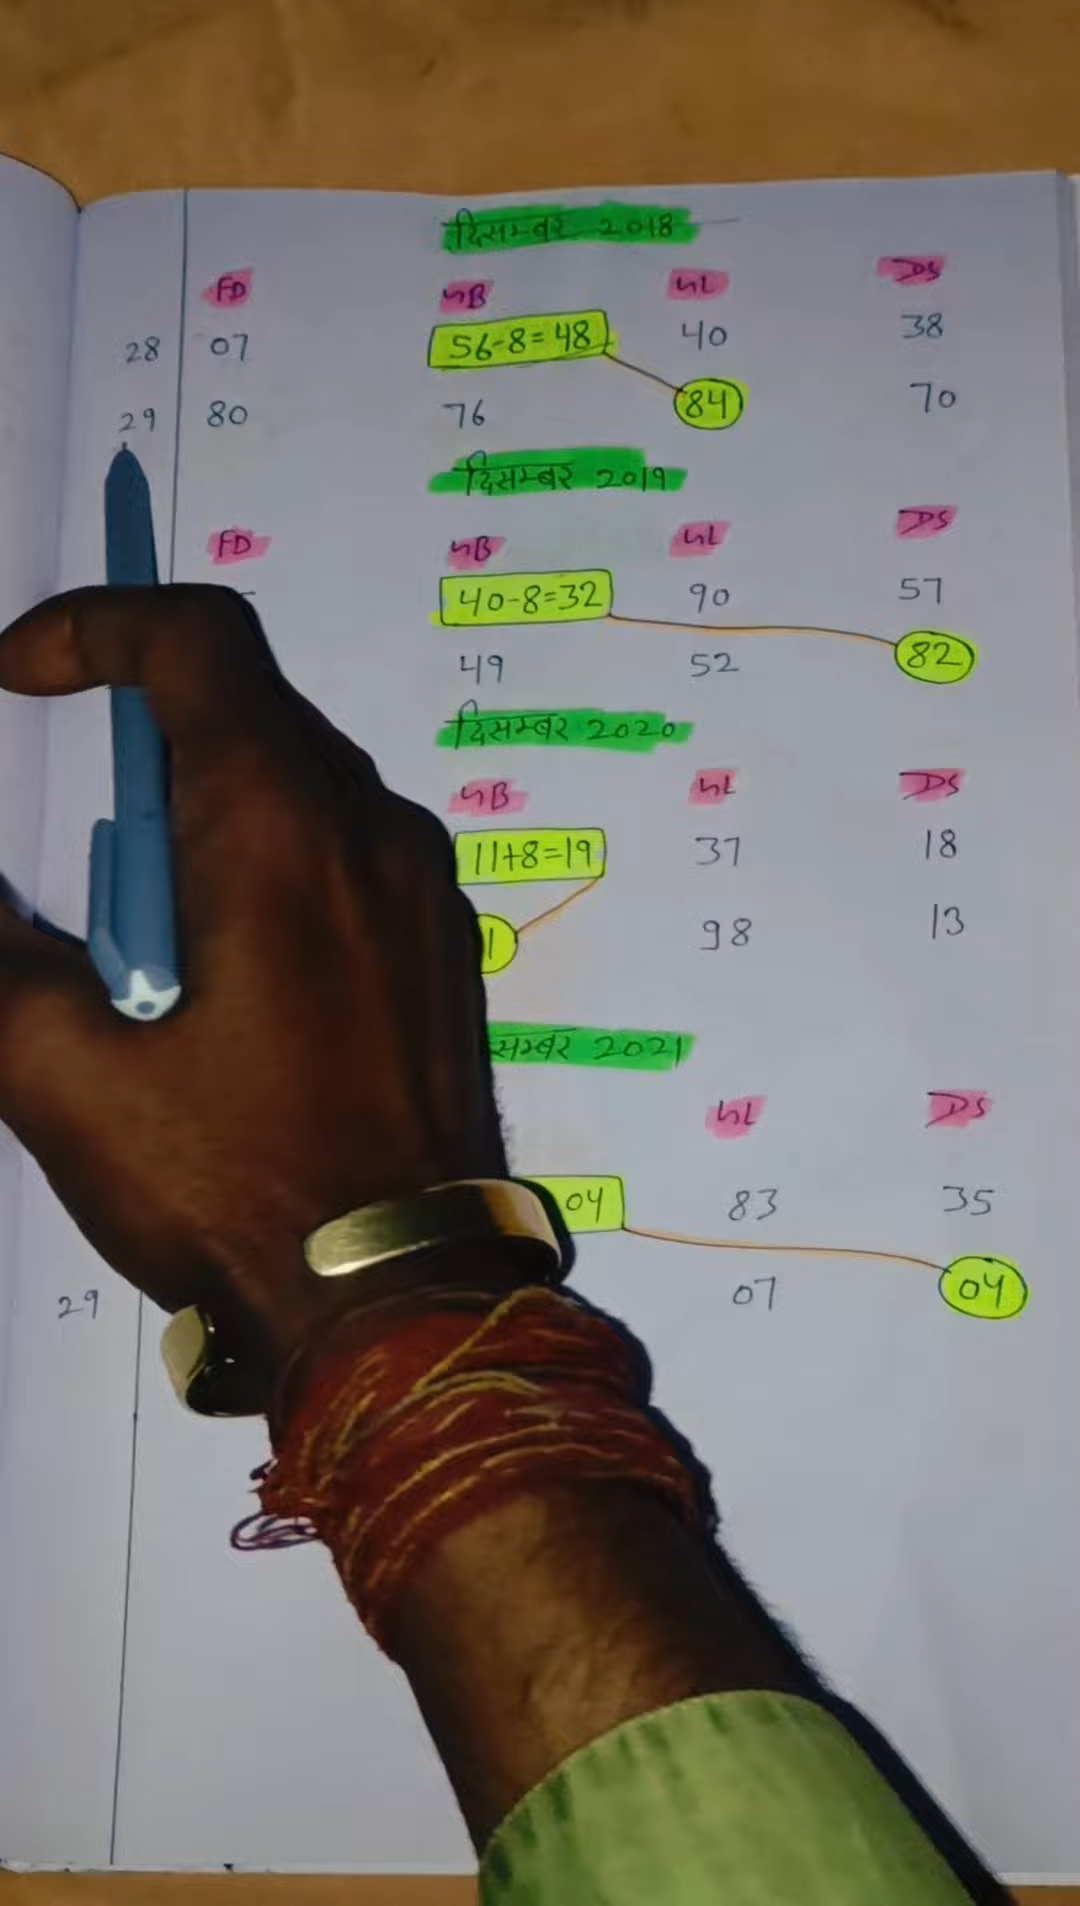 दिसम्बर 2018
FD GB GL DS
28 07 56-8=48 40 38
29 80 76 84 70
दिसम्बर 2019
FD GB GL DS
40-8=32 90 57
49 52 82
दिसम्बर 2020
GB GL DS
11+8=19 37 18
1 98 13
सम्बर 2021
GL DS
04 83 35
29 07 04